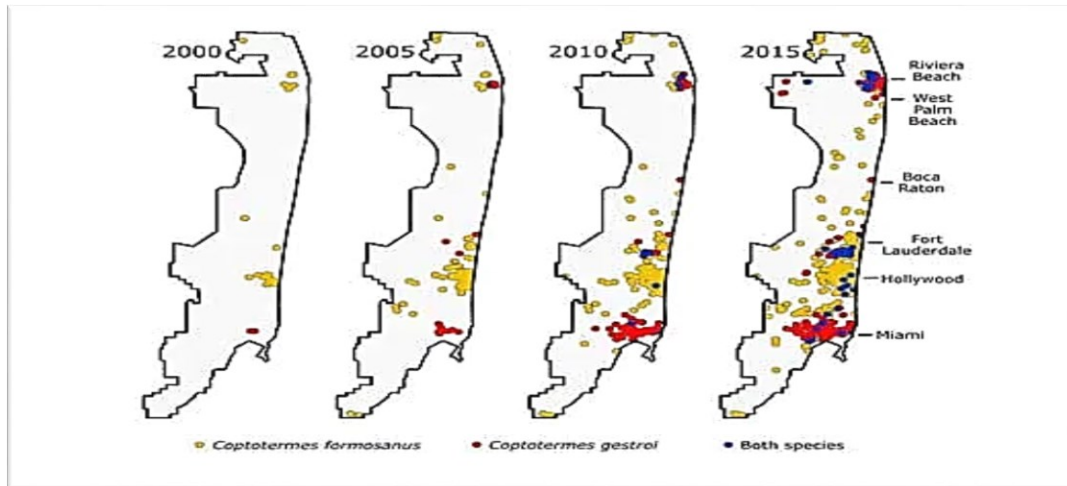 2000
2005
2010
2015
Riviera
Beach
West
Palm
Beach
Boca
Raton
Fort
Lauderdale
Hollywood
Miami
Coptotermes formosanus
Coptotermes gestroi
Both species